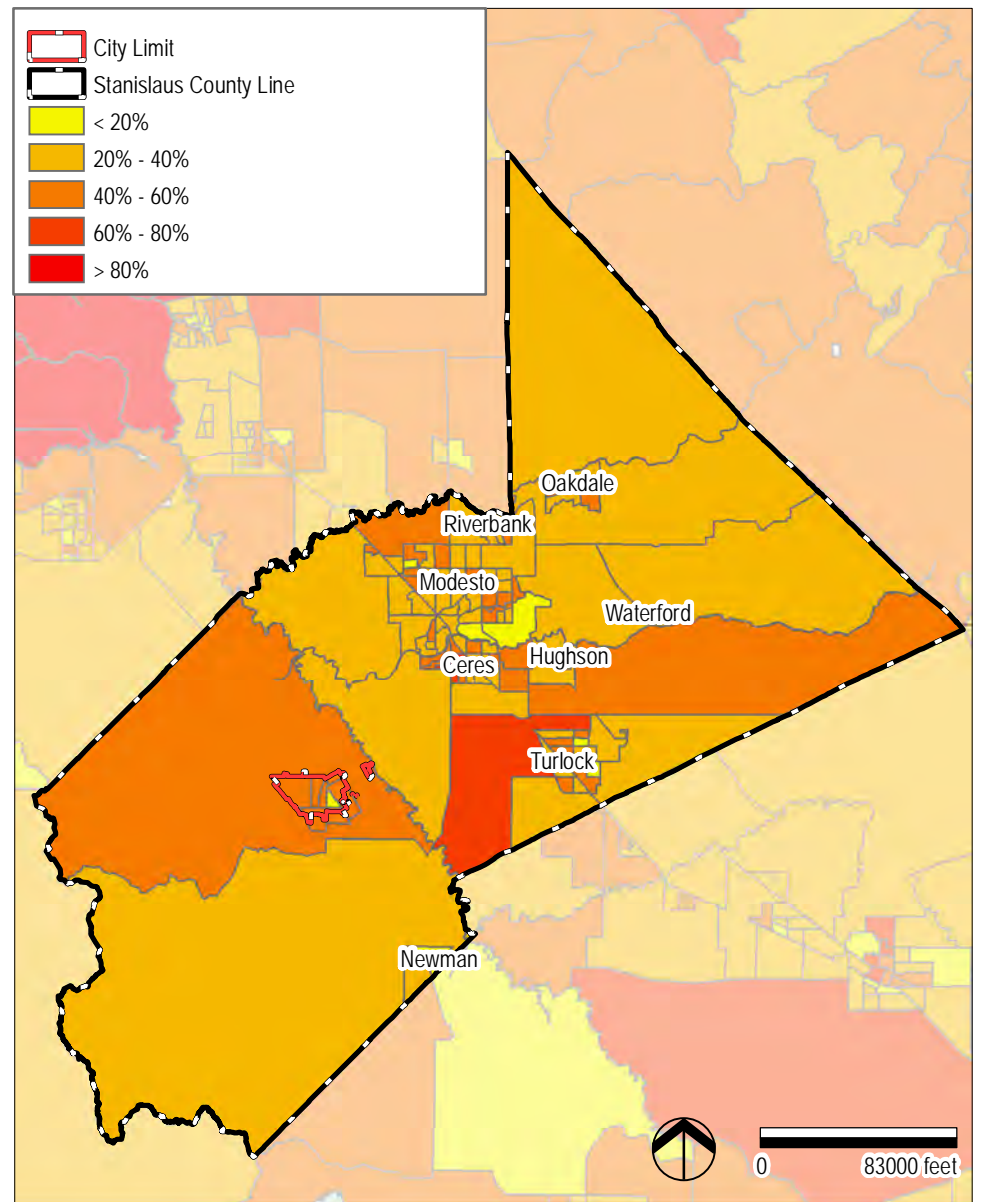 City Limit
Stanislaus County Line
< 20%
20% - 40%
40% - 60%
60% - 80%
> 80%
Oakdale
Riverbank
Modesto
Waterford
Ceres
Hughson
Turlock
Newman
0
83000 feet